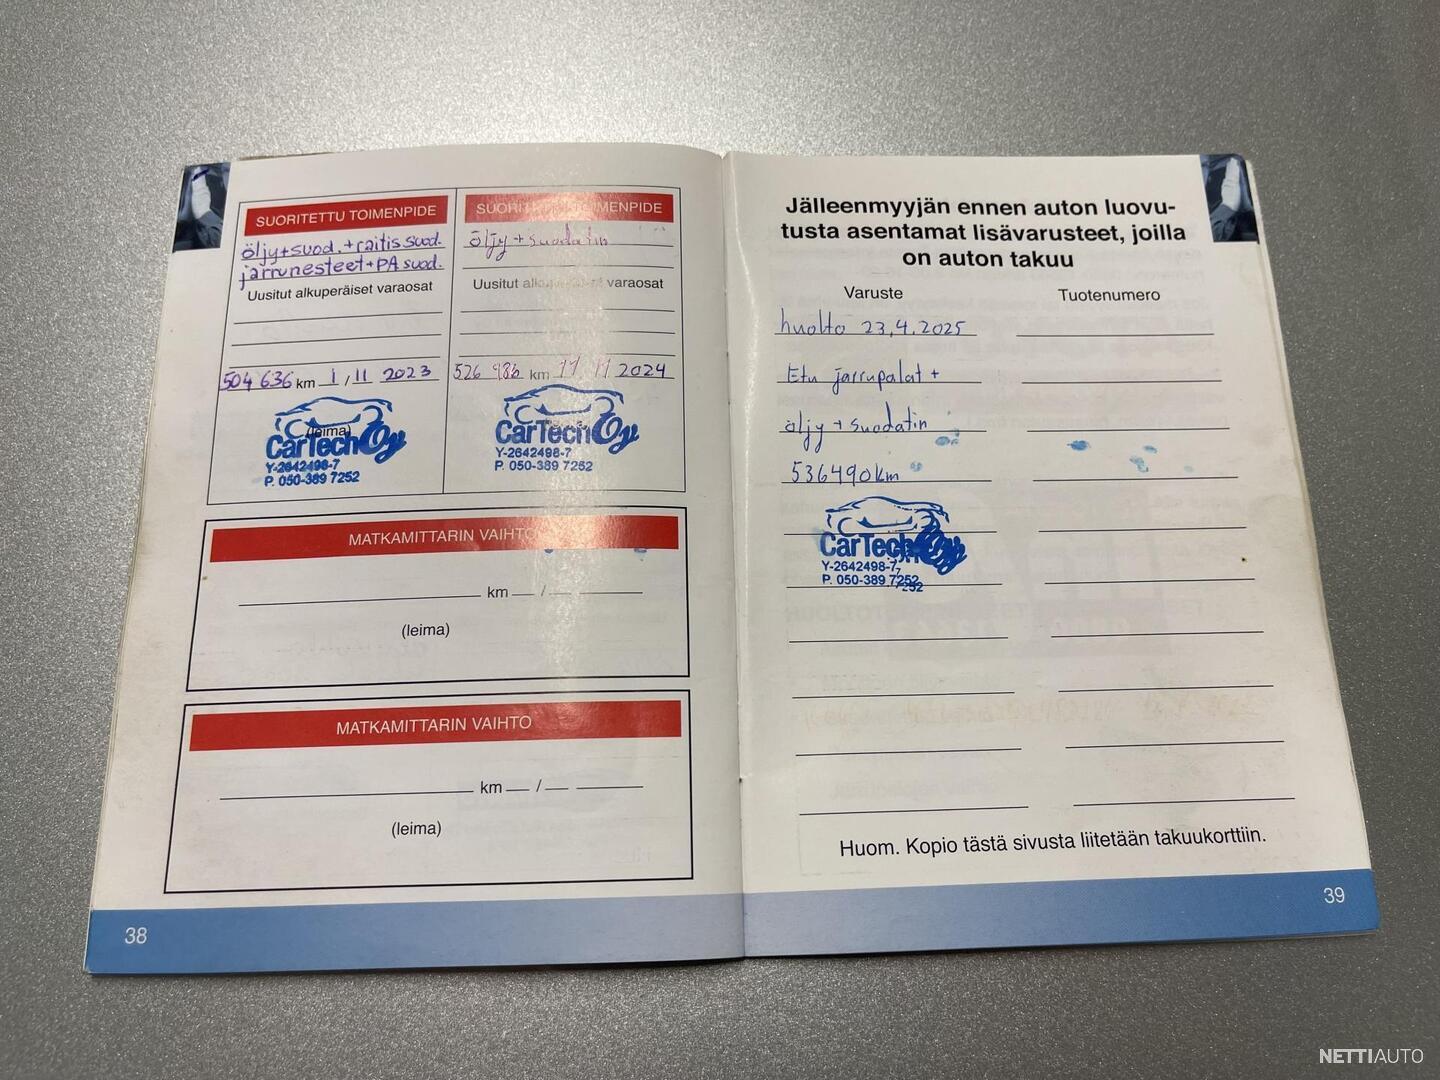 SUORITETTU TOIMENPIDE
öljy+suod.+raitis suod.
jarrunesteet+PA suod.
Uusitut alkuperäiset varaosat
504 636 km 1 / 11 2023
(leima)
CarTech Oy
Y-2642498-7
P. 050-389 7252
SUORITETTU TOIMENPIDE
öljy + suodatin
Uusitut alkuperäiset varaosat
526 986 km 11 11 2024
CarTech Oy
Y-2642498-7
P. 050-389 7252
MATKAMITTARIN VAIHTO
km / 
(leima)
MATKAMITTARIN VAIHTO
km / 
(leima)
38
Jälleenmyyjän ennen auton luovu-
tusta asentamat lisävarusteet, joilla
on auton takuu
Varuste Tuotenumero
huolto 23.4.2025
Etu jarrupalat +
öljy + suodatin
536490km
CarTech Oy
Y-2642498-7
P. 050-389 7252
Huom. Kopio tästä sivusta liitetään takuukorttiin.
39
NETTIAUTO